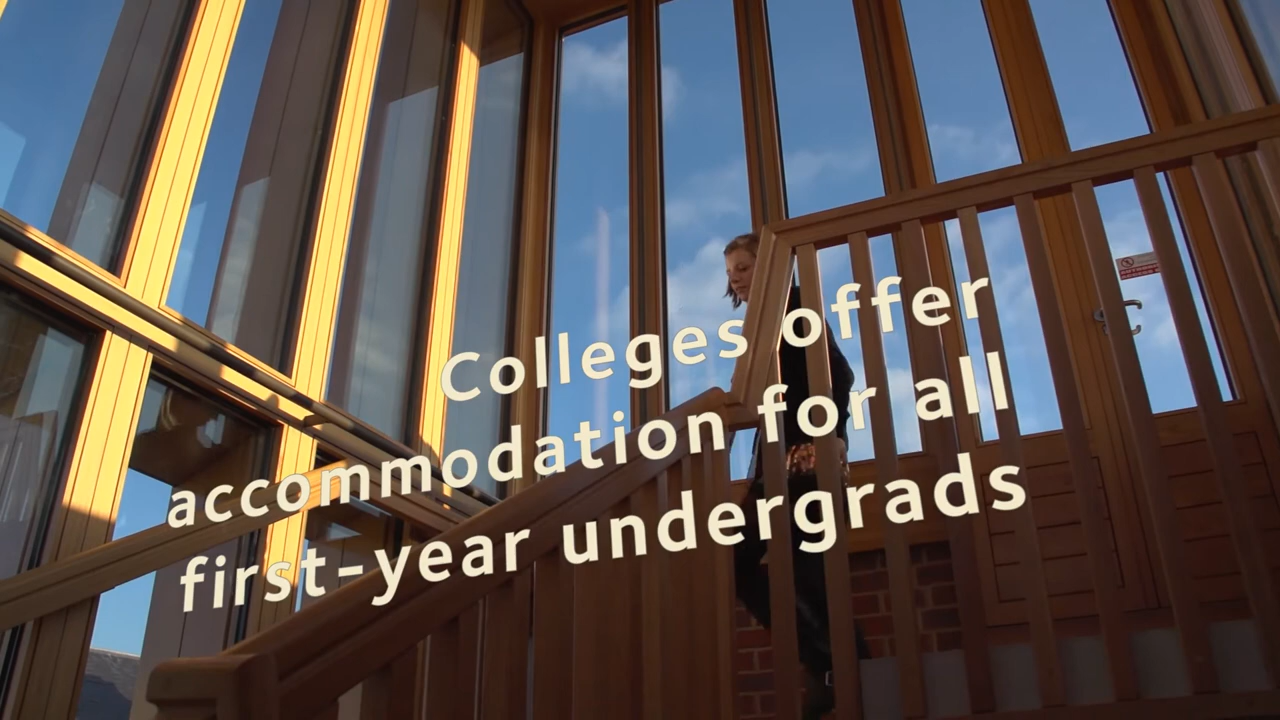 Colleges offer
accommodation for all
first-year undergrads